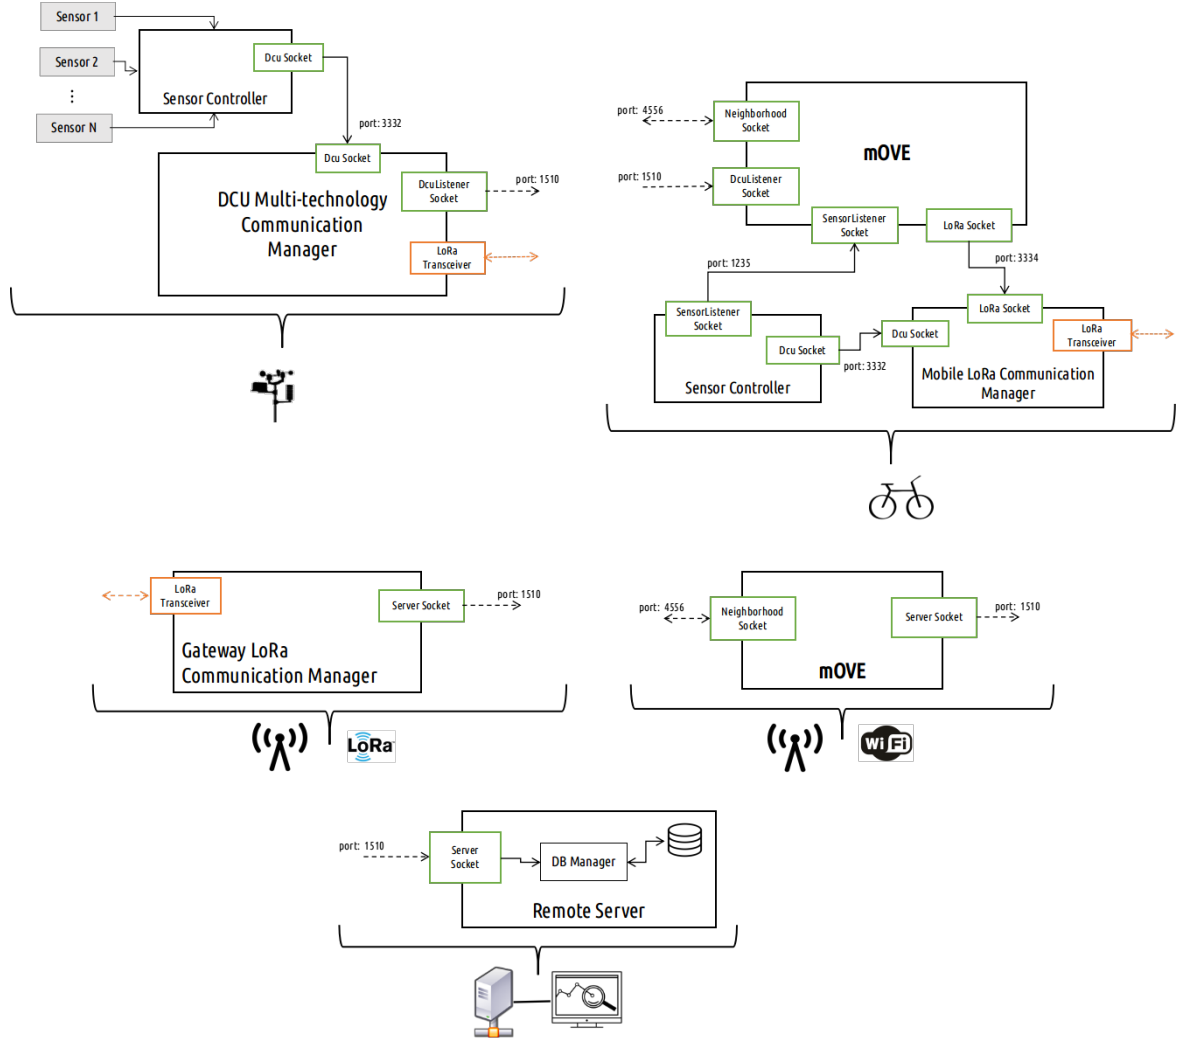 Sensor 1
Sensor 2
⋮
Sensor N
Dcu Socket
Sensor Controller
port: 3332
Dcu Socket
DCU Multi-technology
Communication
Manager
DcuListener
Socket
port: 1510
LoRa
Transceiver
port: 4556
Neighborhood
Socket
mOVE
port: 1510
DcuListener
Socket
SensorListener
Socket
LoRa Socket
port: 1235
port: 3334
SensorListener
Socket
Dcu Socket
Sensor Controller
port: 3332
LoRa Socket
Dcu Socket
LoRa
Transceiver
Mobile LoRa Communication
Manager
LoRa
Transceiver
Server Socket
port: 1510
Gateway LoRa
Communication Manager
LoRa
port: 4556
Neighborhood
Socket
Server Socket
port: 1510
mOVE
WiFi
port: 1510
Server
Socket
DB Manager
Remote Server